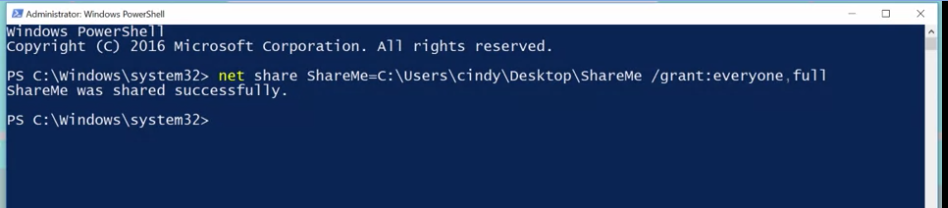 Administrator: Windows PowerShell
Windows PowerShell
Copyright (C) 2016 Microsoft Corporation. All rights reserved.
PS C:\Windows\system32> net share ShareMe=C:\Users\cindy\Desktop\ShareMe /grant:everyone,full
ShareMe was shared successfully.
PS C:\Windows\system32>